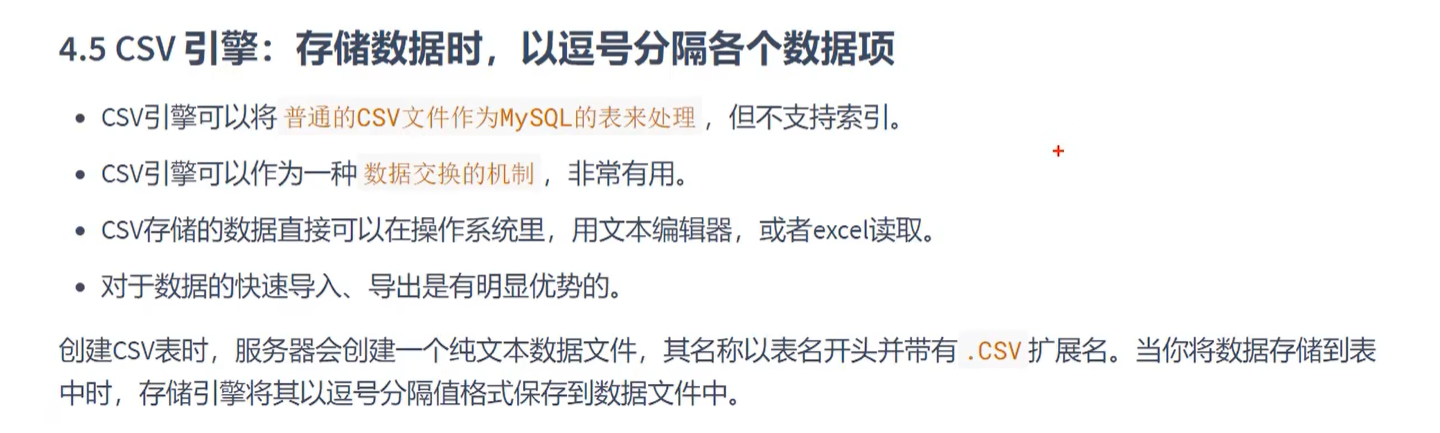 4.5 CSV 引擎：存储数据时，以逗号分隔各个数据项
• CSV引擎可以将 普通的CSV文件作为MySQL的表来处理 ，但不支持索引。
• CSV引擎可以作为一种 数据交换的机制 ，非常有用。
• CSV存储的数据直接可以在操作系统里，用文本编辑器，或者excel读取。
• 对于数据的快速导入、导出是有明显优势的。
创建CSV表时，服务器会创建一个纯文本数据文件，其名称以表名开头并带有 .CSV 扩展名。当你将数据存储到表
中时，存储引擎将其以逗号分隔值格式保存到数据文件中。